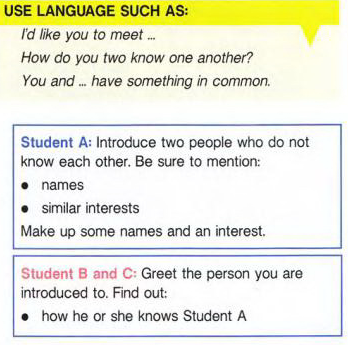 USE LANGUAGE SUCH AS:
I'd like you to meet ...
How do you two know one another?
You and ... have something in common.
Student A: Introduce two people who do not
know each other. Be sure to mention:
• names
• similar interests
Make up some names and an interest.
Student B and C: Greet the person you are
introduced to. Find out:
• how he or she knows Student A